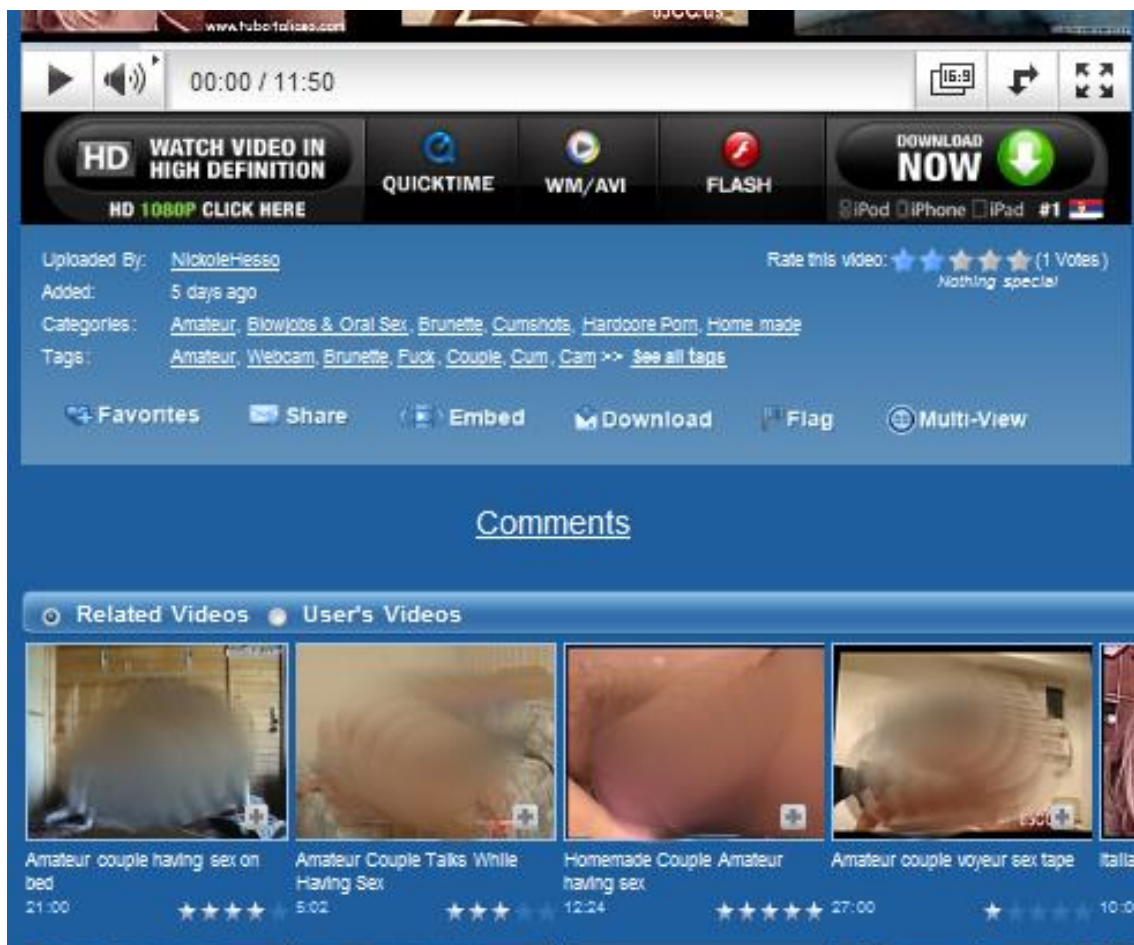 00:00 / 11:50
16:9
HD WATCH VIDEO IN
HIGH DEFINITION
HD 1080P CLICK HERE
QUICKTIME
WM/AVI
FLASH
DOWNLOAD
NOW
iPod iPhone iPad #1
Uploaded By: NickoleHesso
Rate this video: (1 Votes)
Nothing special
Added: 5 days ago
Categories: Amateur, Blowjobs & Oral Sex, Brunette, Cumshots, Hardcore Porn, Home made
Tags: Amateur, Webcam, Brunette, Fuck, Couple, Cum, Cam >> See all tags
Favorites Share Embed Download Flag Multi-View
Comments
Related Videos User's Videos
Amateur couple having sex on
bed
21:00
Amateur Couple Talks While
Having Sex
5:02
Homemade Couple Amateur
having sex
12:24
Amateur couple voyeur sex tape
27:00